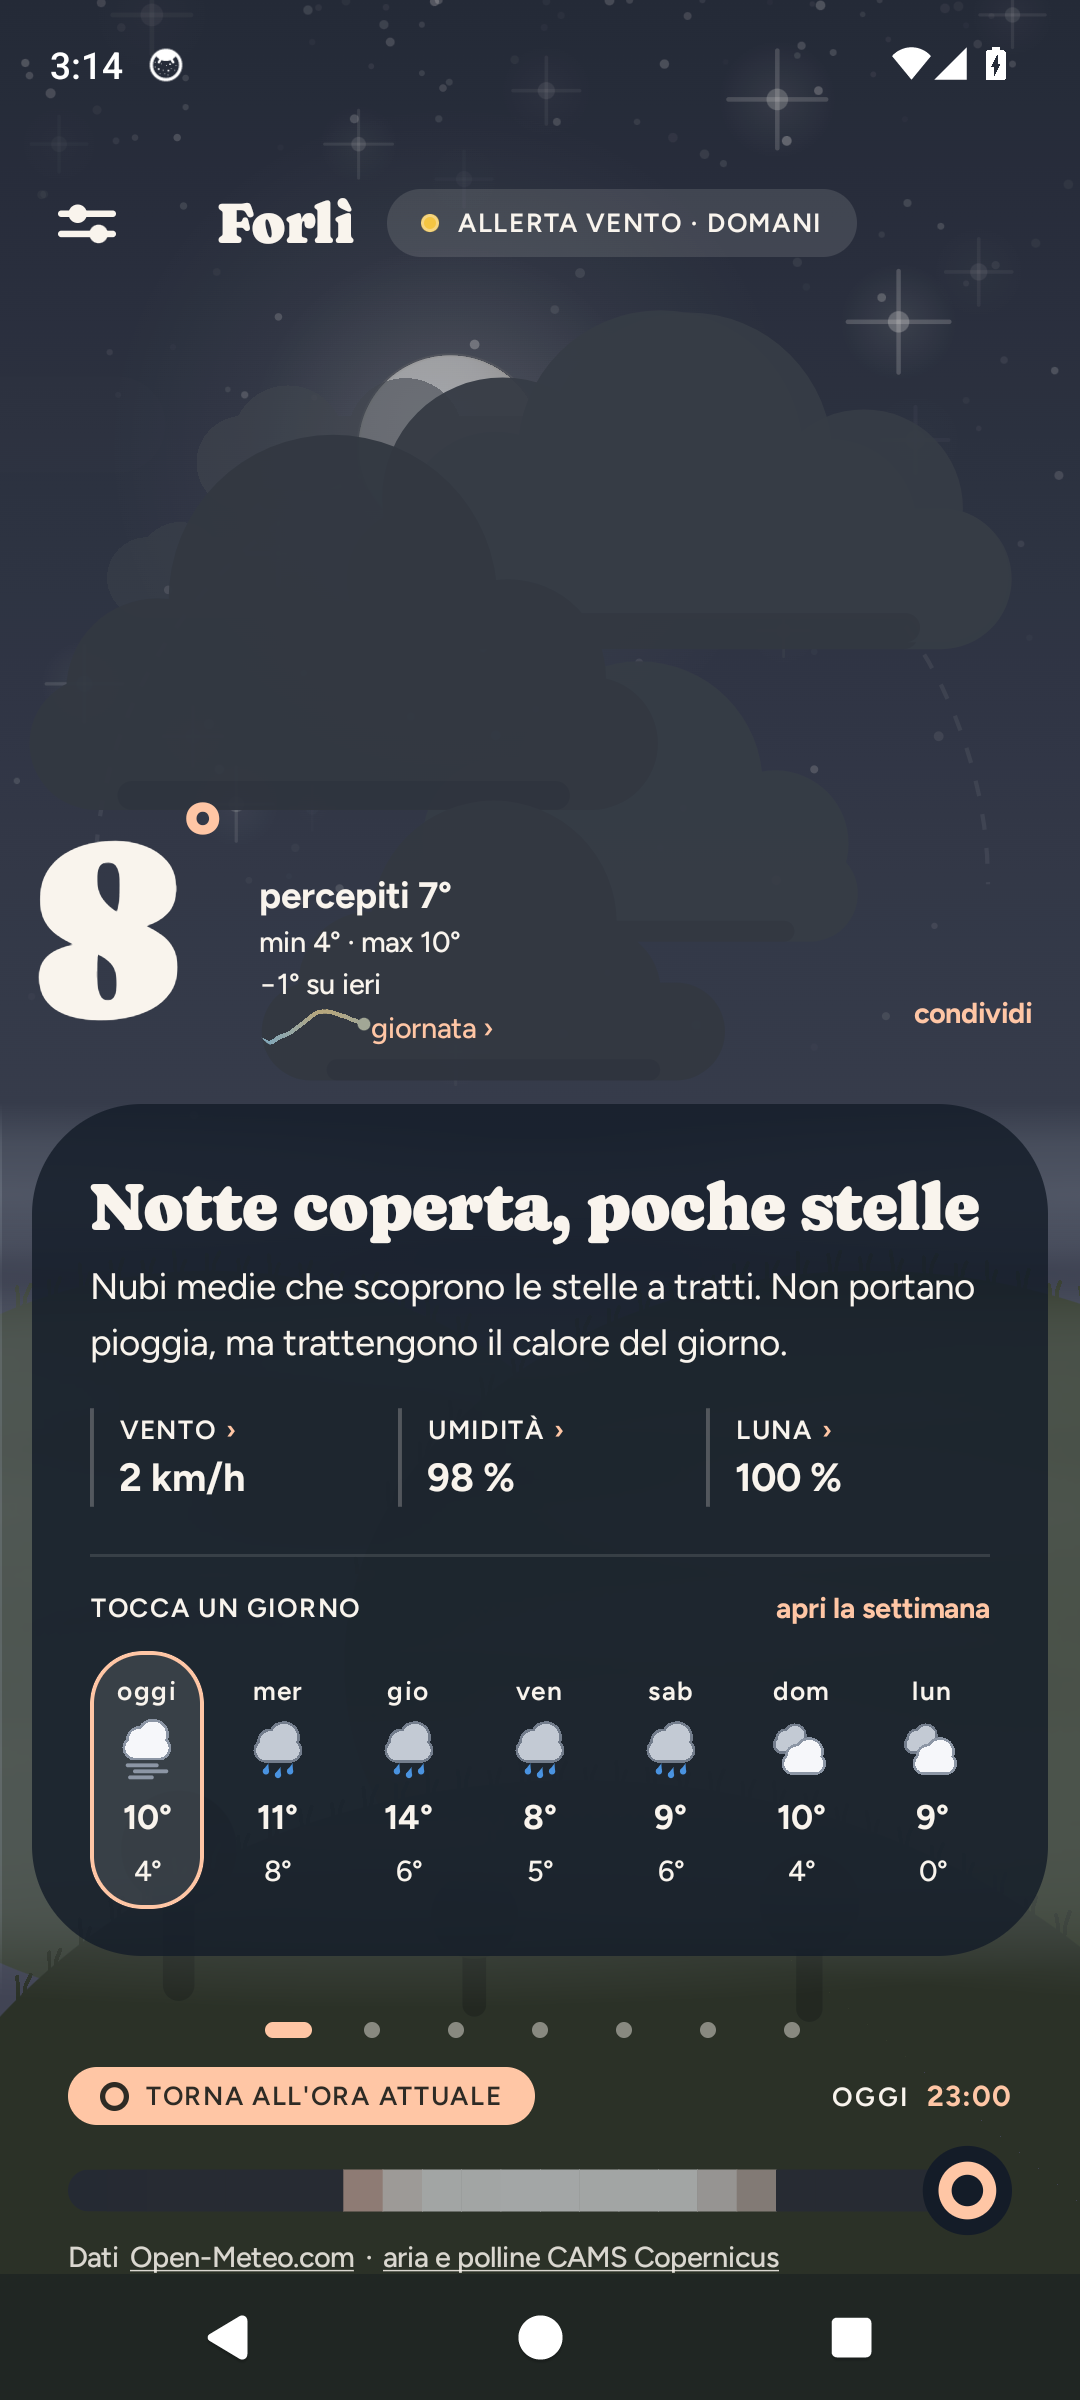 3:14
Forlì
ALLERTA VENTO · DOMANI
8°
percepiti 7°
min 4° · max 10°
−1° su ieri
giornata ›
condividi
Notte coperta, poche stelle
Nubi medie che scoprono le stelle a tratti. Non portano
pioggia, ma trattengono il calore del giorno.
VENTO › UMIDITÀ › LUNA ›
2 km/h 98 % 100 %
TOCCA UN GIORNO apri la settimana
oggi mer gio ven sab dom lun
10° 11° 14° 8° 9° 10° 9°
4° 8° 6° 5° 6° 4° 0°
TORNA ALL'ORA ATTUALE OGGI 23:00
Dati Open-Meteo.com · aria e polline CAMS Copernicus